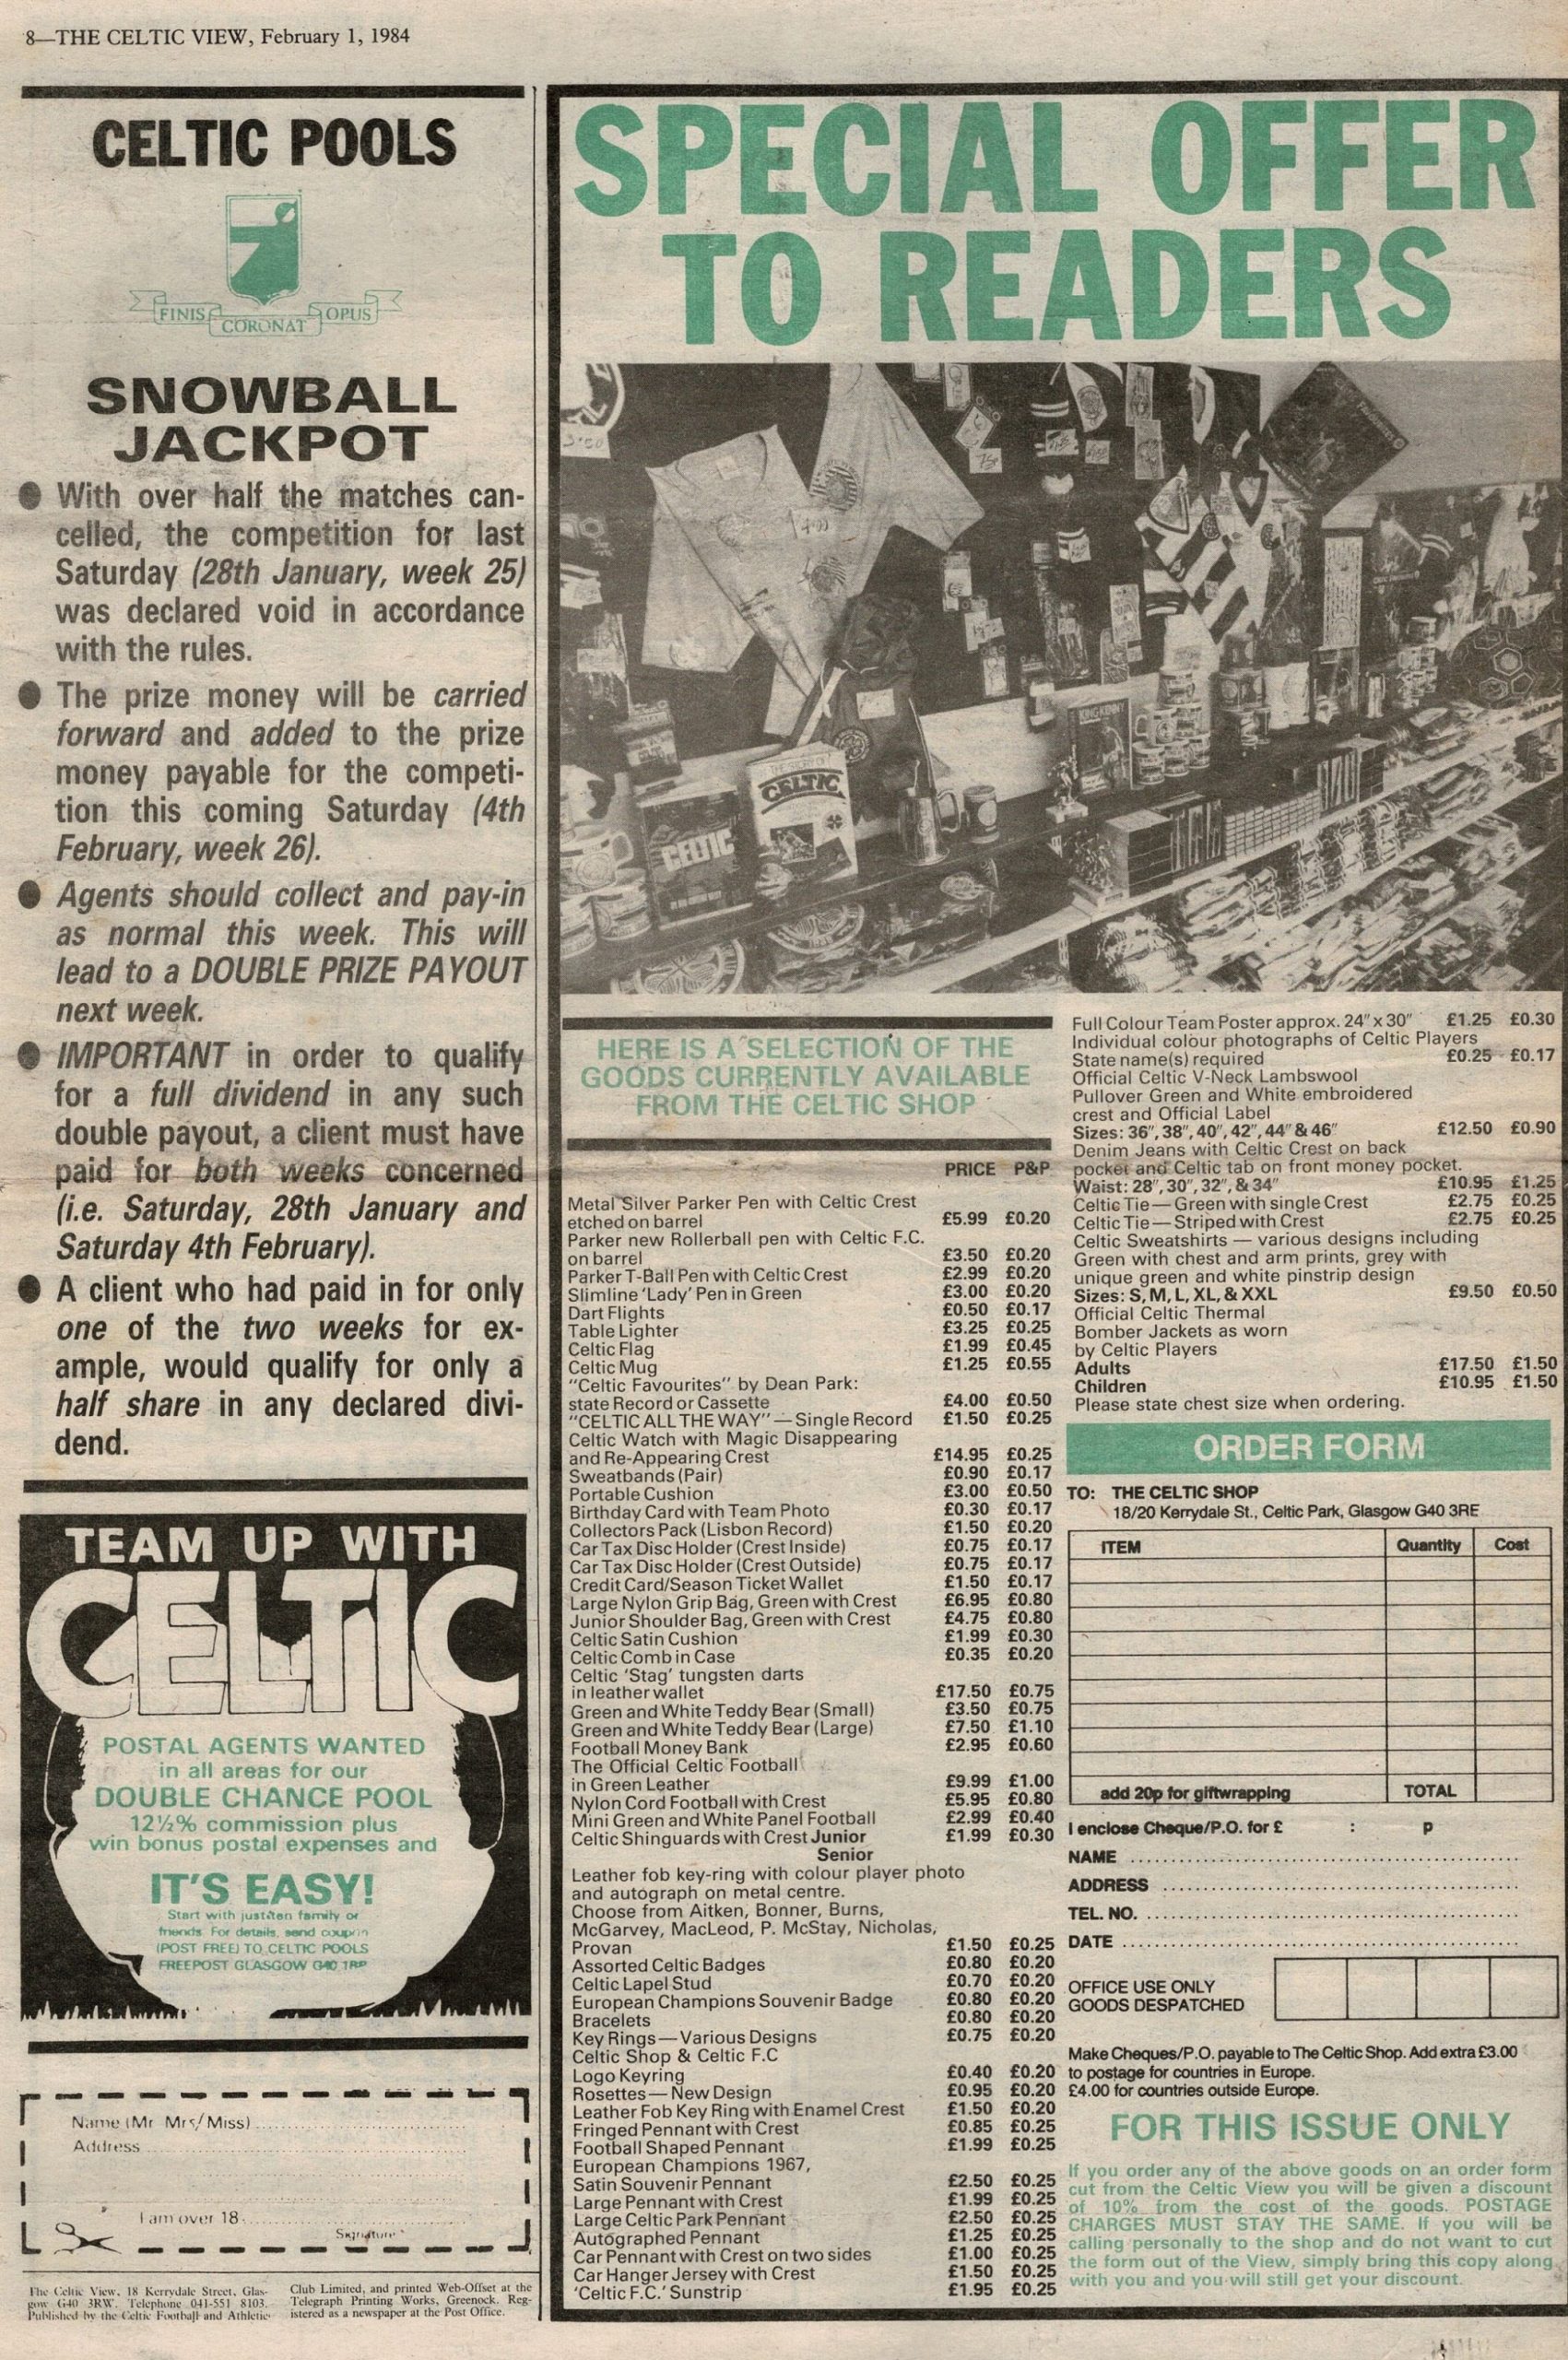 8—THE CELTIC VIEW, February 1, 1984
CELTIC POOLS
FINIS CORONAT OPUS
SNOWBALL
JACKPOT
● With over half the matches can-
celled, the competition for last
Saturday (28th January, week 25)
was declared void in accordance
with the rules.
● The prize money will be carried
forward and added to the prize
money payable for the competi-
tion this coming Saturday (4th
February, week 26).
● Agents should collect and pay-in
as normal this week. This will
lead to a DOUBLE PRIZE PAYOUT
next week.
● IMPORTANT in order to qualify
for a full dividend in any such
double payout, a client must have
paid for both weeks concerned
(i.e. Saturday, 28th January and
Saturday 4th February).
● A client who had paid in for only
one of the two weeks for ex-
ample, would qualify for only a
half share in any declared divi-
dend.
TEAM UP WITH
CELTIC
POSTAL AGENTS WANTED
in all areas for our
DOUBLE CHANCE POOL
12½% commission plus
win bonus postal expenses and
IT'S EASY!
Start with just ten family or
friends. For details, send coupon
(POST FREE) TO CELTIC POOLS
FREEPOST GLASGOW G40 1RP
Name (Mr. Mrs/Miss)
Address
I am over 18
Signature
The Celtic View, 18 Kerrydale Street, Glas-
gow G40 3RW. Telephone 041-551 8103.
Published by the Celtic Football and Athletic
Club Limited, and printed Web-Offset at the
Telegraph Printing Works, Greenock. Reg-
istered as a newspaper at the Post Office.
SPECIAL OFFER
TO READERS
3·50
75p
4·99
KING KENNY
THE STORY OF
CELTIC
CELTIC
HERE IS A SELECTION OF THE
GOODS CURRENTLY AVAILABLE
FROM THE CELTIC SHOP
PRICE P&P
Metal Silver Parker Pen with Celtic Crest
etched on barrel £5.99 £0.20
Parker new Rollerball pen with Celtic F.C.
on barrel £3.50 £0.20
Parker T-Ball Pen with Celtic Crest £2.99 £0.20
Slimline 'Lady' Pen in Green £3.00 £0.20
Dart Flights £0.50 £0.17
Table Lighter £3.25 £0.25
Celtic Flag £1.99 £0.45
Celtic Mug £1.25 £0.55
"Celtic Favourites" by Dean Park:
state Record or Cassette £4.00 £0.50
"CELTIC ALL THE WAY"—Single Record £1.50 £0.25
Celtic Watch with Magic Disappearing
and Re-Appearing Crest £14.95 £0.25
Sweatbands (Pair) £0.90 £0.17
Portable Cushion £3.00 £0.50
Birthday Card with Team Photo £0.30 £0.17
Collectors Pack (Lisbon Record) £1.50 £0.20
Car Tax Disc Holder (Crest Inside) £0.75 £0.17
Car Tax Disc Holder (Crest Outside) £0.75 £0.17
Credit Card/Season Ticket Wallet £1.50 £0.17
Large Nylon Grip Bag, Green with Crest £6.95 £0.80
Junior Shoulder Bag, Green with Crest £4.75 £0.80
Celtic Satin Cushion £1.99 £0.30
Celtic Comb in Case £0.35 £0.20
Celtic 'Stag' tungsten darts
in leather wallet £17.50 £0.75
Green and White Teddy Bear (Small) £3.50 £0.75
Green and White Teddy Bear (Large) £7.50 £1.10
Football Money Bank £2.95 £0.60
The Official Celtic Football
in Green Leather £9.99 £1.00
Nylon Cord Football with Crest £5.95 £0.80
Mini Green and White Panel Football £2.99 £0.40
Celtic Shinguards with Crest Junior £1.99 £0.30
Senior
Leather fob key-ring with colour player photo
and autograph on metal centre.
Choose from Aitken, Bonner, Burns,
McGarvey, MacLeod, P. McStay, Nicholas,
Provan £1.50 £0.25
Assorted Celtic Badges £0.80 £0.20
Celtic Lapel Stud £0.70 £0.20
European Champions Souvenir Badge £0.80 £0.20
Bracelets £0.80 £0.20
Key Rings—Various Designs £0.75 £0.20
Celtic Shop & Celtic F.C
Logo Keyring £0.40 £0.20
Rosettes—New Design £0.95 £0.20
Leather Fob Key Ring with Enamel Crest £1.50 £0.20
Fringed Pennant with Crest £0.85 £0.25
Football Shaped Pennant £1.99 £0.25
European Champions 1967,
Satin Souvenir Pennant £2.50 £0.25
Large Pennant with Crest £1.99 £0.25
Large Celtic Park Pennant £2.50 £0.25
Autographed Pennant £1.25 £0.25
Car Pennant with Crest on two sides £1.00 £0.25
Car Hanger Jersey with Crest £1.50 £0.25
'Celtic F.C.' Sunstrip £1.95 £0.25
Full Colour Team Poster approx. 24" x 30" £1.25 £0.30
Individual colour photographs of Celtic Players
State name(s) required £0.25 £0.17
Official Celtic V-Neck Lambswool
Pullover Green and White embroidered
crest and Official Label
Sizes: 36", 38", 40", 42", 44" & 46" £12.50 £0.90
Denim Jeans with Celtic Crest on back
pocket and Celtic tab on front money pocket.
Waist: 28", 30", 32", & 34" £10.95 £1.25
Celtic Tie—Green with single Crest £2.75 £0.25
Celtic Tie—Striped with Crest £2.75 £0.25
Celtic Sweatshirts — various designs including
Green with chest and arm prints, grey with
unique green and white pinstrip design
Sizes: S, M, L, XL, & XXL £9.50 £0.50
Official Celtic Thermal
Bomber Jackets as worn
by Celtic Players
Adults £17.50 £1.50
Children £10.95 £1.50
Please state chest size when ordering.
ORDER FORM
TO: THE CELTIC SHOP
18/20 Kerrydale St., Celtic Park, Glasgow G40 3RE
ITEM Quantity Cost
add 20p for giftwrapping TOTAL
I enclose Cheque/P.O. for £ : p
NAME
ADDRESS
TEL. NO.
DATE
OFFICE USE ONLY
GOODS DESPATCHED
Make Cheques/P.O. payable to The Celtic Shop. Add extra £3.00
to postage for countries in Europe.
£4.00 for countries outside Europe.
FOR THIS ISSUE ONLY
If you order any of the above goods on an order form
cut from the Celtic View you will be given a discount
of 10% from the cost of the goods. POSTAGE
CHARGES MUST STAY THE SAME. If you will be
calling personally to the shop and do not want to cut
the form out of the View, simply bring this copy along
with you and you will still get your discount.